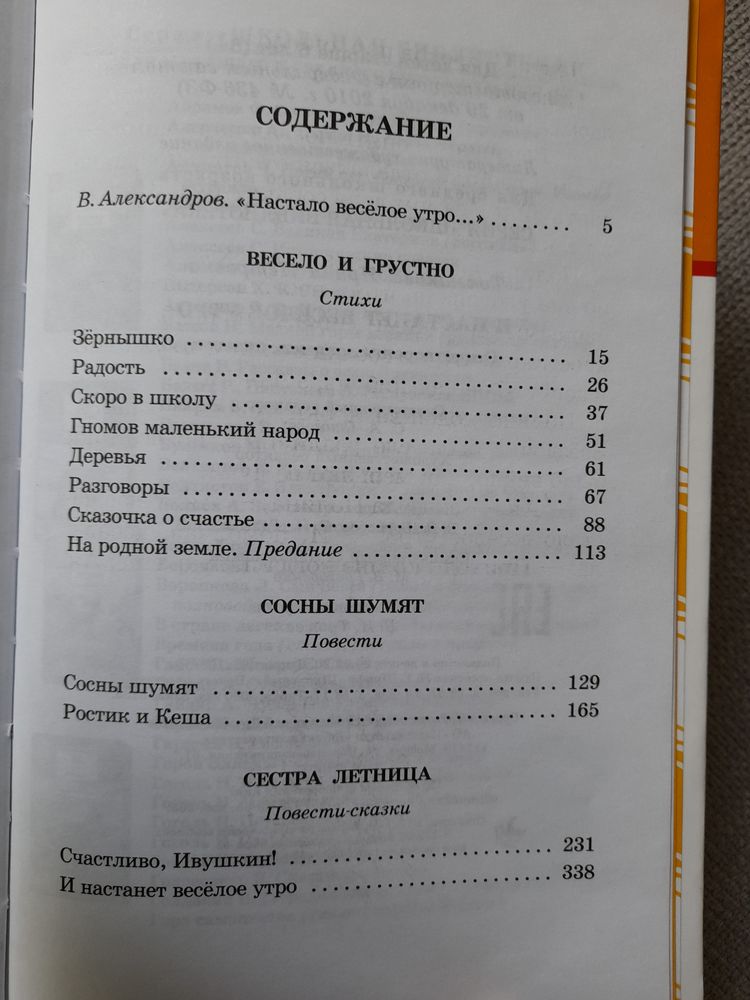 СОДЕРЖАНИЕ
В. Александров. «Настало весёлое утро...» ........ 5
ВЕСЕЛО И ГРУСТНО
Стихи
Зёрнышко ........ 15
Радость ........ 26
Скоро в школу ........ 37
Гномов маленький народ ........ 51
Деревья ........ 61
Разговоры ........ 67
Сказочка о счастье ........ 88
На родной земле. Предание ........ 113
СОСНЫ ШУМЯТ
Повести
Сосны шумят ........ 129
Ростик и Кеша ........ 165
СЕСТРА ЛЕТНИЦА
Повести-сказки
Счастливо, Ивушкин! ........ 231
И настанет весёлое утро ........ 338